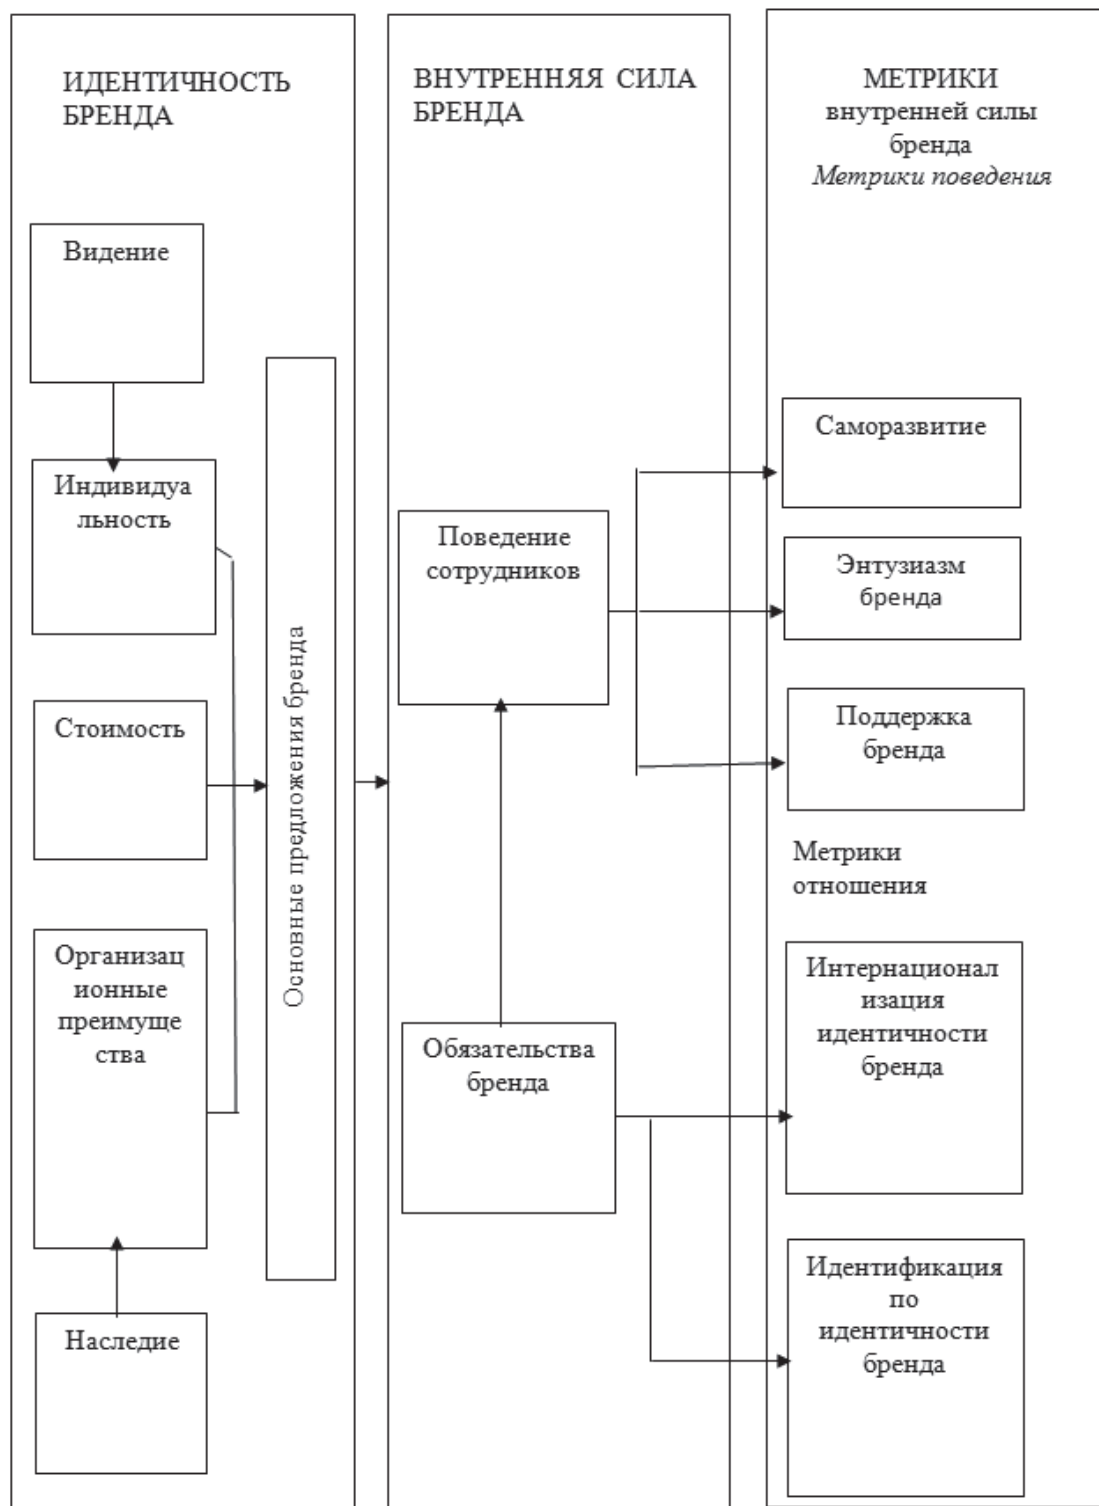 ИДЕНТИЧНОСТЬ
БРЕНДА
Видение
Индивидуа
льность
Стоимость
Организац
ионные
преимуще
ства
Наследие
Основные предложения бренда
ВНУТРЕННЯЯ СИЛА
БРЕНДА
Поведение
сотрудников
Обязательства
бренда
МЕТРИКИ
внутренней силы
бренда
Метрики поведения
Саморазвитие
Энтузиазм
бренда
Поддержка
бренда
Метрики
отношения
Интернационал
изация
идентичности
бренда
Идентификация
по
идентичности
бренда